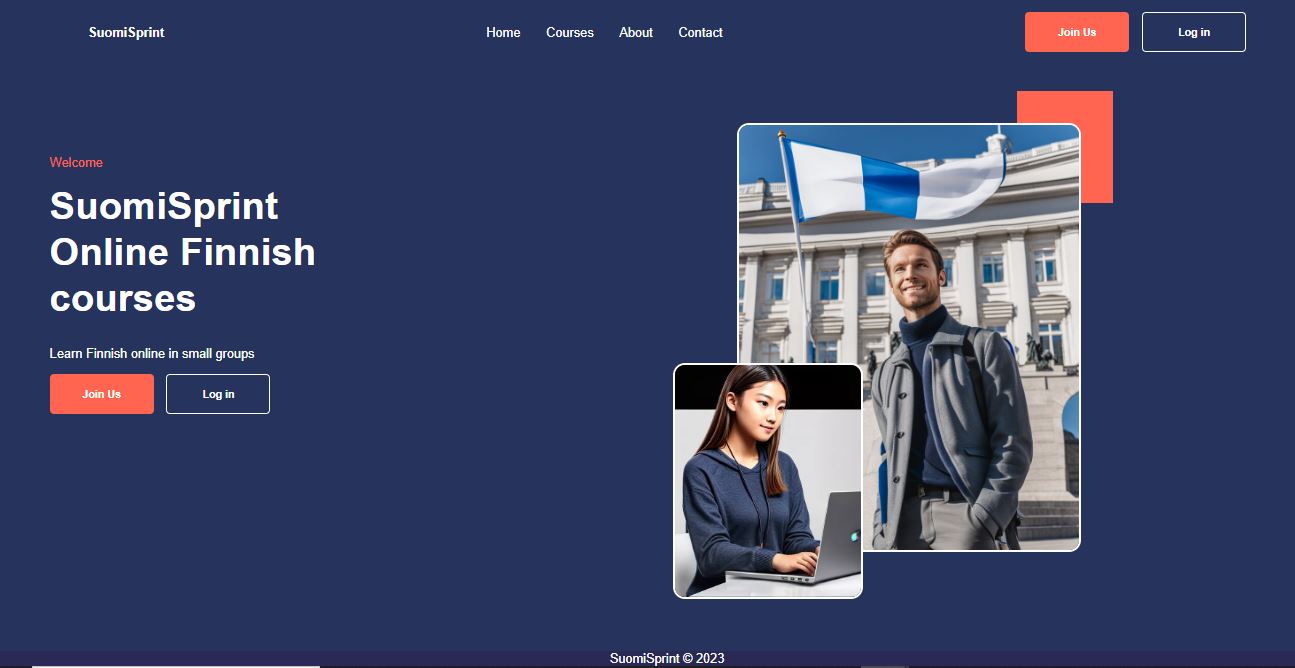 SuomiSprint
Home Courses About Contact
Join Us Log in
Welcome
SuomiSprint
Online Finnish
courses
Learn Finnish online in small groups
Join Us Log in
SuomiSprint © 2023